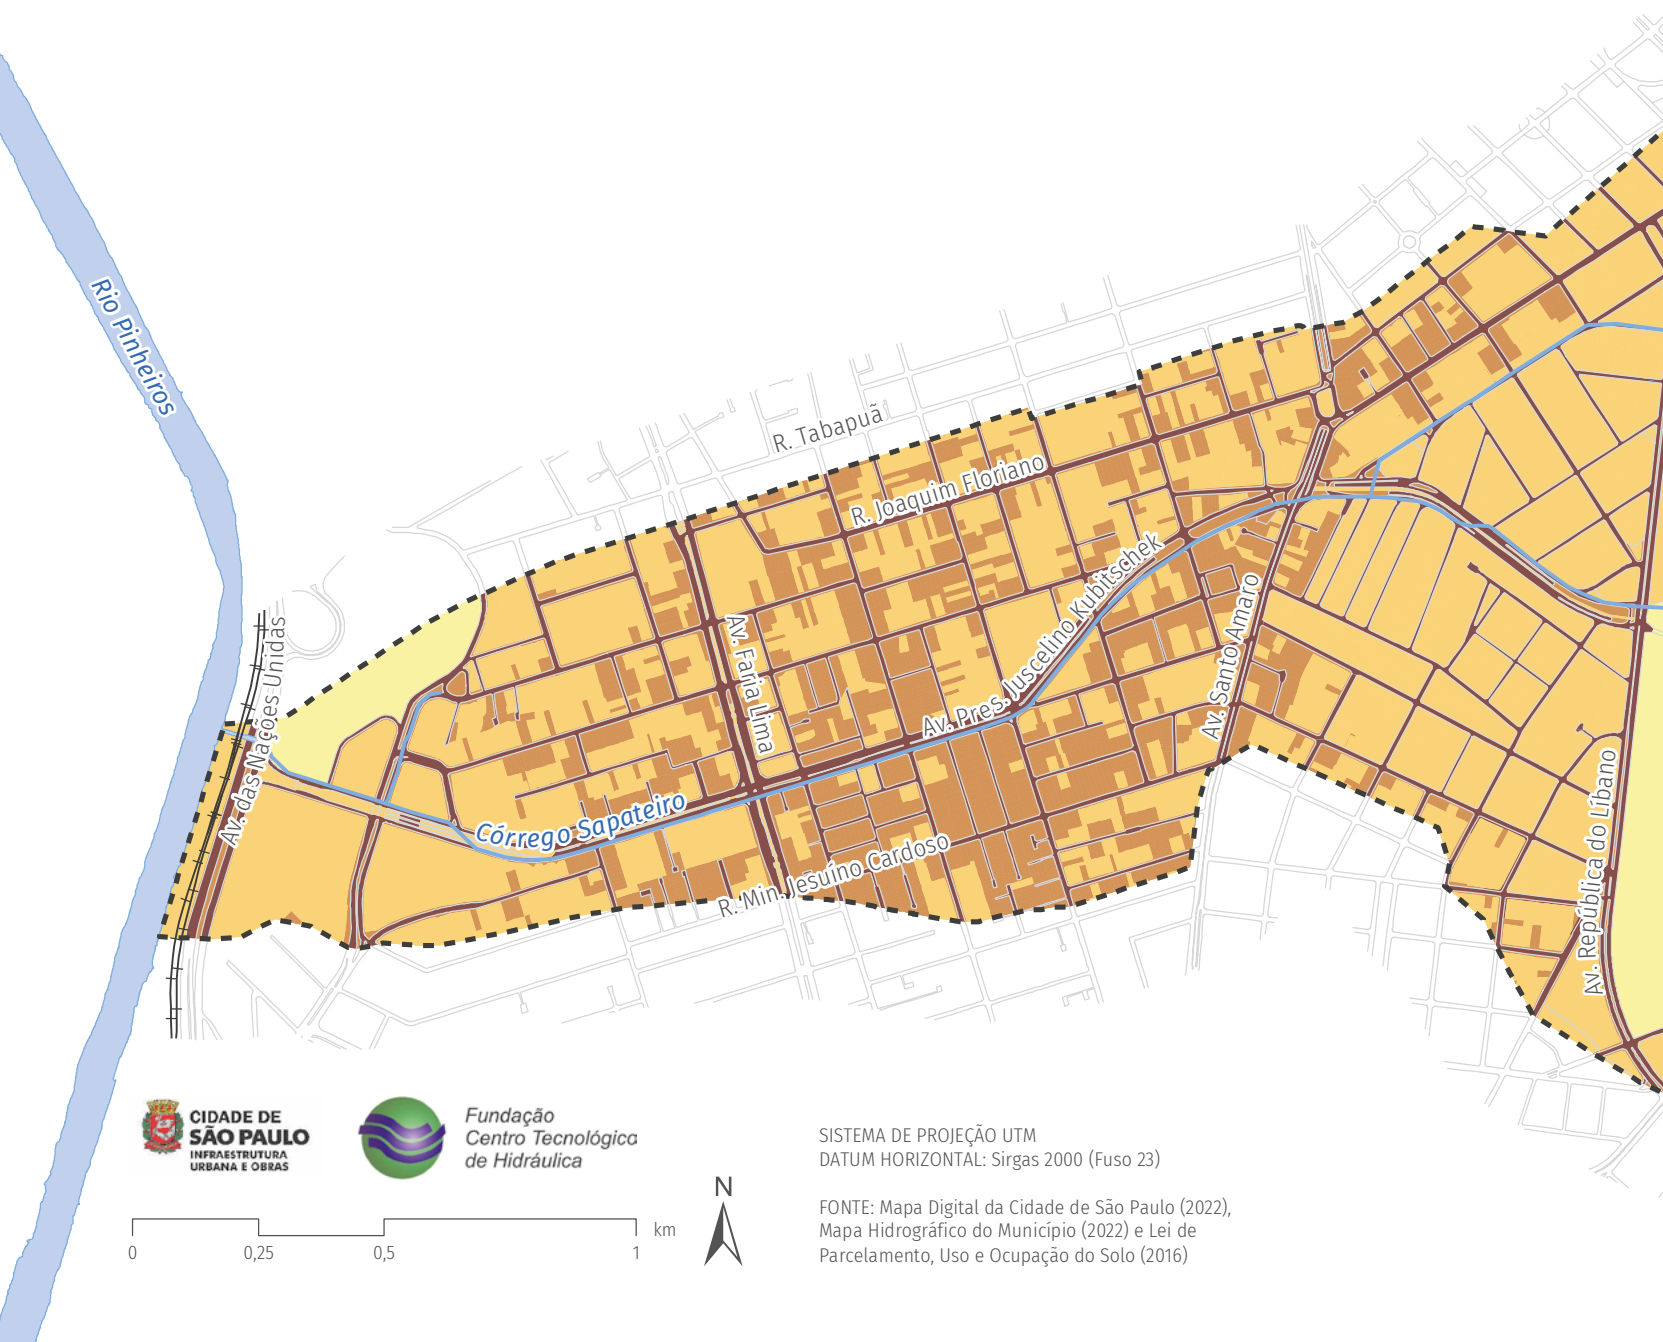 Rio Pinheiros
R. Tabapuã
R. Joaquim Floriano
Av. das Nações Unidas
Av. Faria Lima
Av. Pres. Juscelino Kubitschek
Av. Santo Amaro
Córrego Sapateiro
R. Min. Jesuíno Cardoso
Av. República do Líbano
CIDADE DE
SÃO PAULO
INFRAESTRUTURA
URBANA E OBRAS
Fundação
Centro Tecnológico
de Hidráulica
N
km
0
0,25
0,5
1
SISTEMA DE PROJEÇÃO UTM
DATUM HORIZONTAL: Sirgas 2000 (Fuso 23)
FONTE: Mapa Digital da Cidade de São Paulo (2022),
Mapa Hidrográfico do Município (2022) e Lei de
Parcelamento, Uso e Ocupação do Solo (2016)